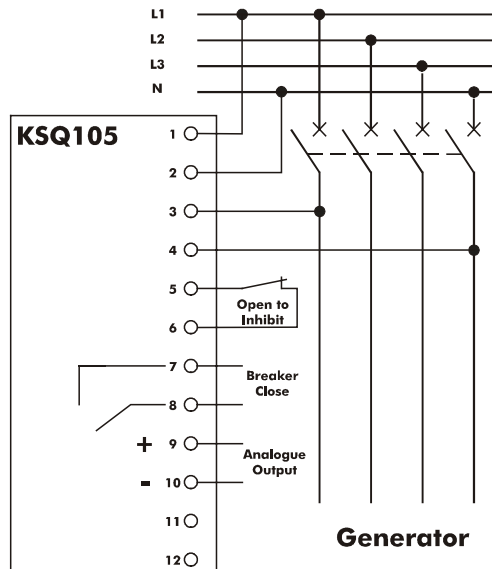 L1
L2
L3
N
KSQ105
1
2
3
4
5
Open to
Inhibit
6
7
Breaker
Close
8
+ 9
Analogue
Output
- 10
11
Generator
12